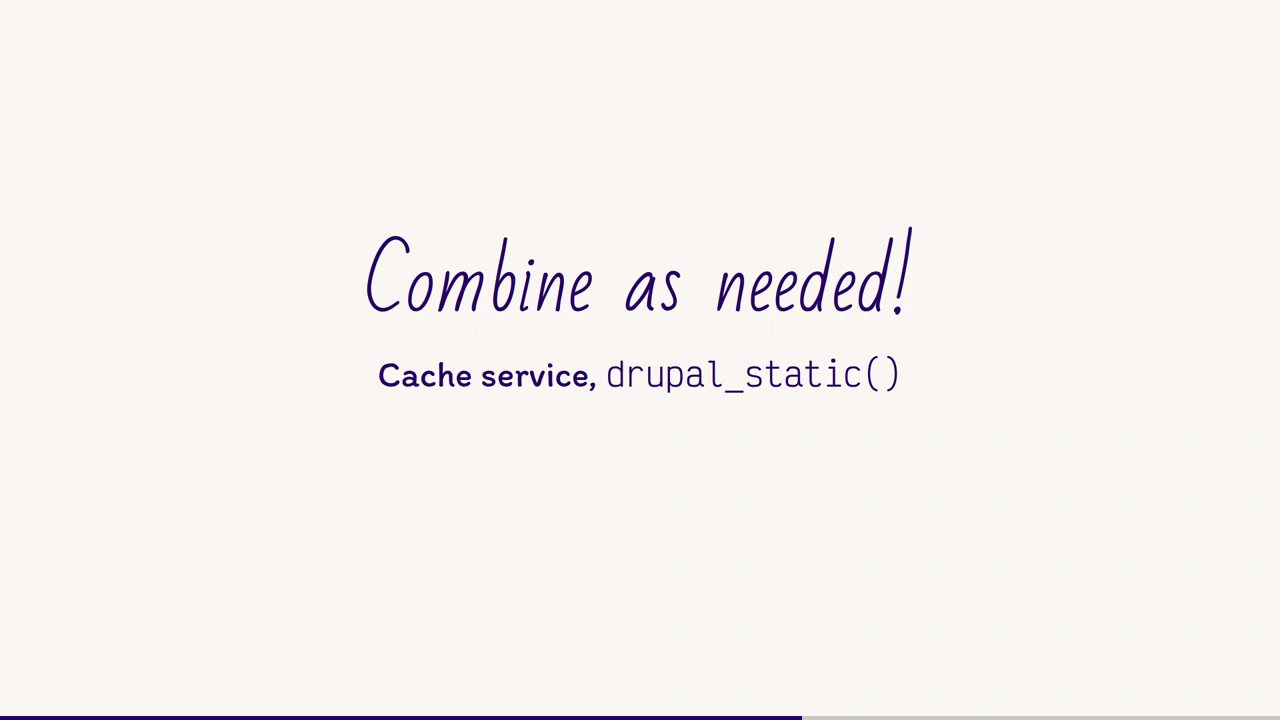 Combine as needed!
Cache service, drupal_static()